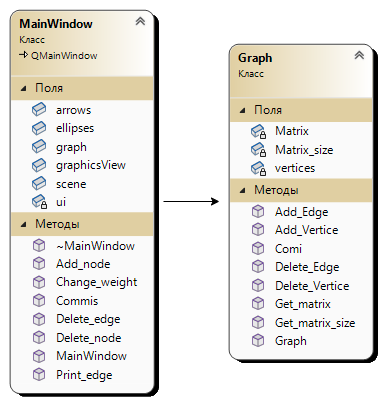 MainWindow
Класс
QMainWindow
Поля
arrows
ellipses
graph
graphicsView
scene
ui
Методы
~MainWindow
Add_node
Change_weight
Commis
Delete_edge
Delete_node
MainWindow
Print_edge
Graph
Класс
Поля
Matrix
Matrix_size
vertices
Методы
Add_Edge
Add_Vertice
Comi
Delete_Edge
Delete_Vertice
Get_matrix
Get_matrix_size
Graph